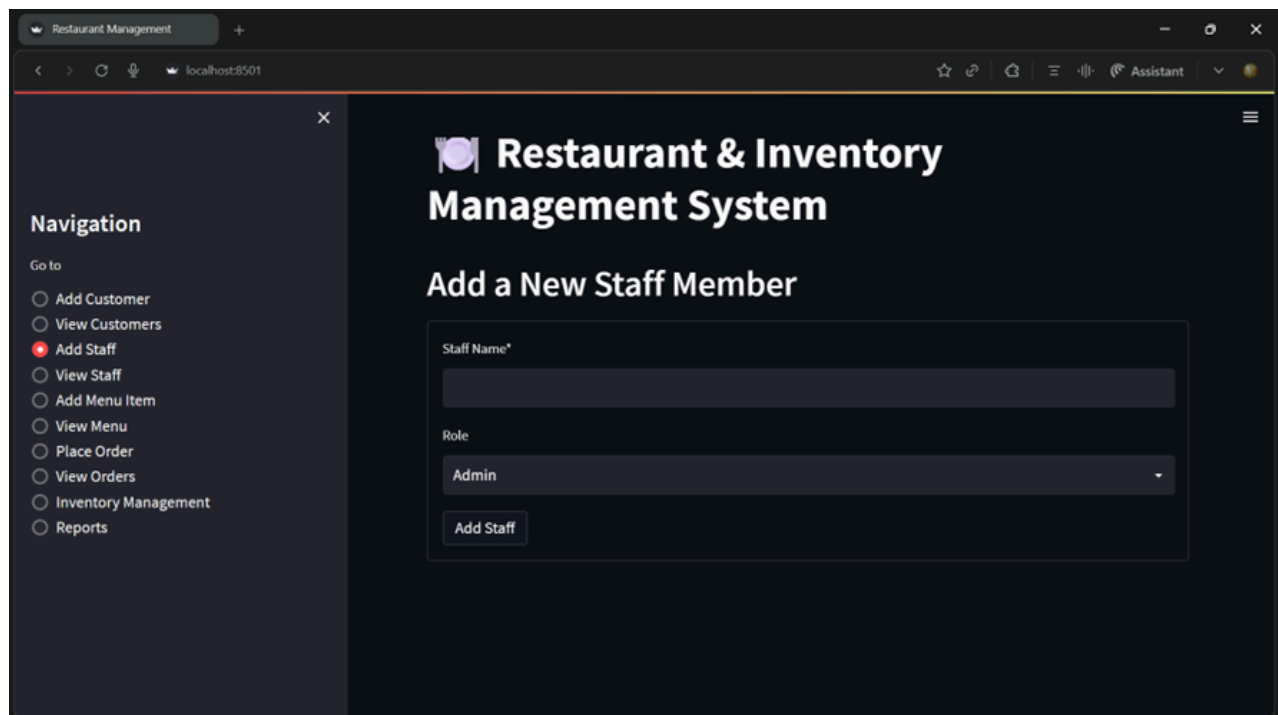 Restaurant Management
localhost:8501
Assistant
Navigation
Go to
Add Customer
View Customers
Add Staff
View Staff
Add Menu Item
View Menu
Place Order
View Orders
Inventory Management
Reports
Restaurant & Inventory
Management System
Add a New Staff Member
Staff Name*
Role
Admin
Add Staff